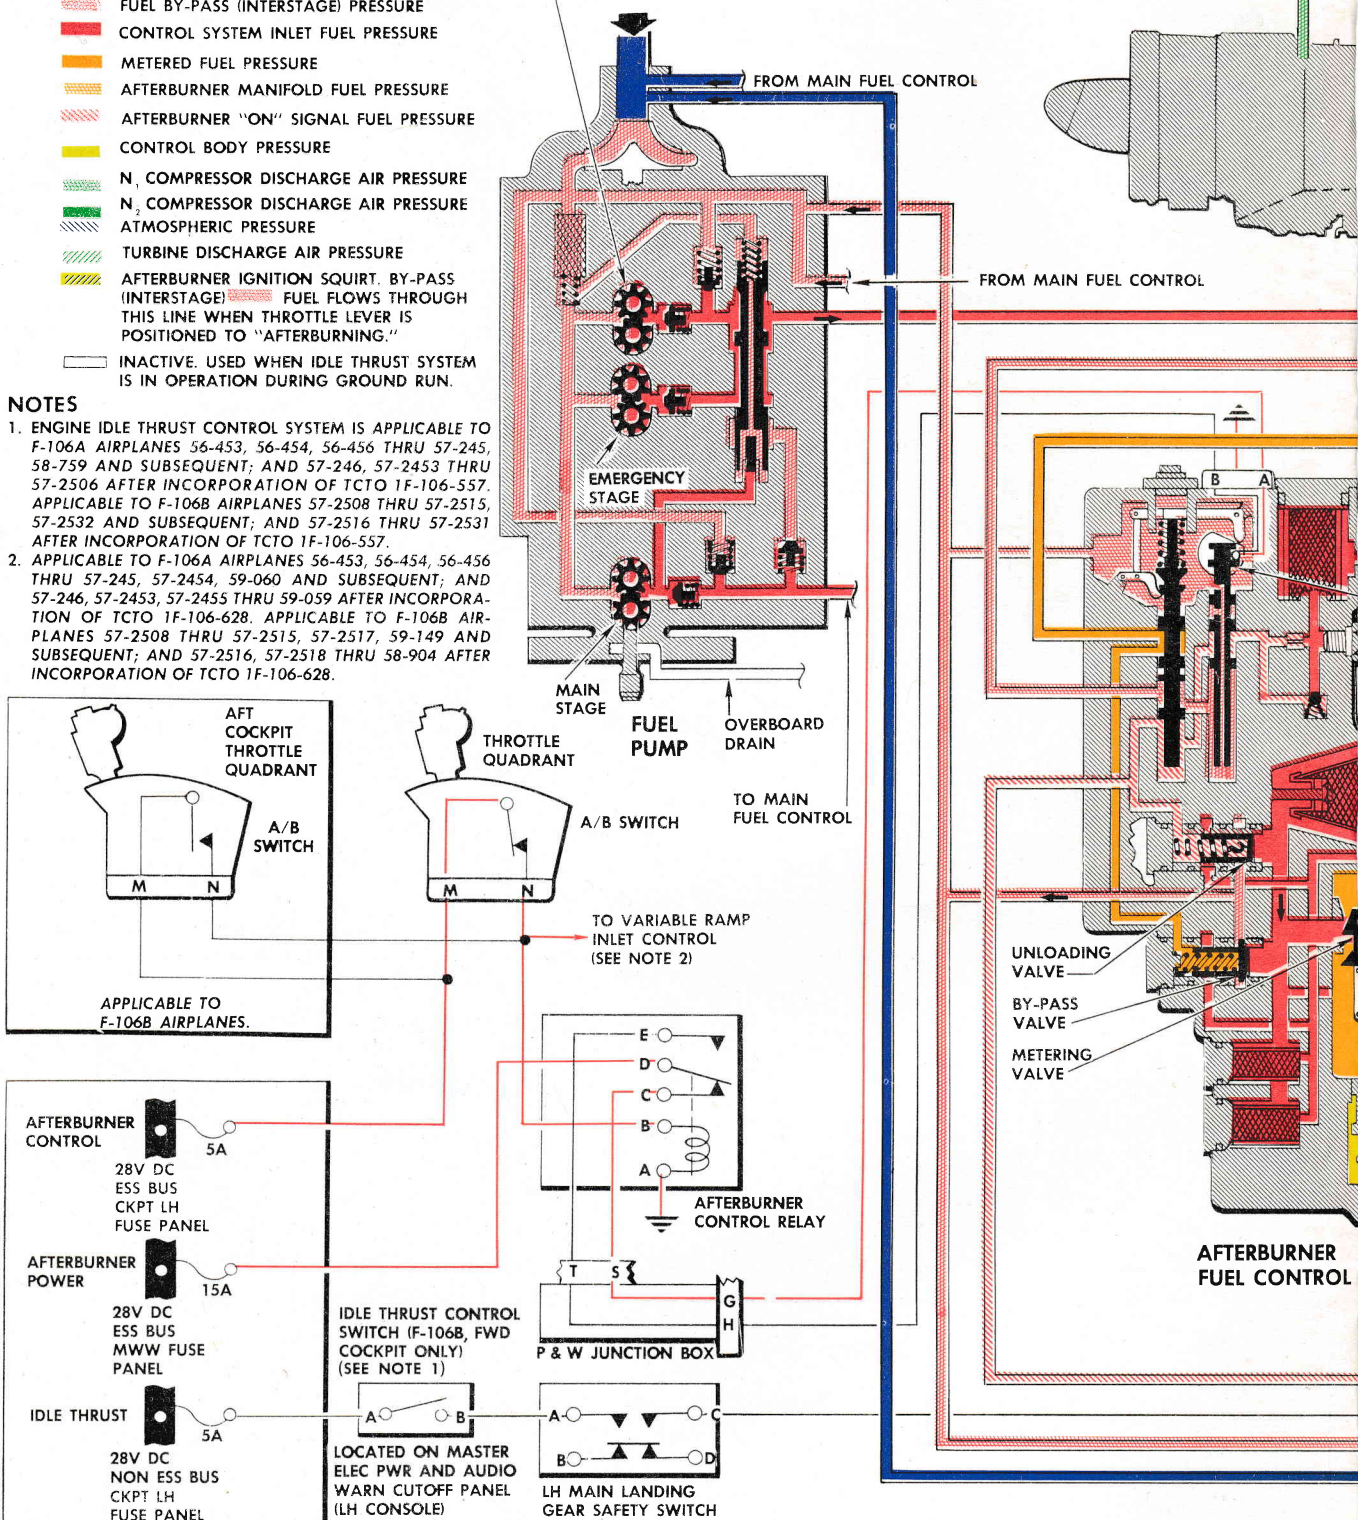 FUEL BY-PASS (INTERSTAGE) PRESSURE
CONTROL SYSTEM INLET FUEL PRESSURE
METERED FUEL PRESSURE
AFTERBURNER MANIFOLD FUEL PRESSURE
AFTERBURNER "ON" SIGNAL FUEL PRESSURE
CONTROL BODY PRESSURE
N1 COMPRESSOR DISCHARGE AIR PRESSURE
N2 COMPRESSOR DISCHARGE AIR PRESSURE
ATMOSPHERIC PRESSURE
TURBINE DISCHARGE AIR PRESSURE
AFTERBURNER IGNITION SQUIRT. BY-PASS
(INTERSTAGE) FUEL FLOWS THROUGH
THIS LINE WHEN THROTTLE LEVER IS
POSITIONED TO "AFTERBURNING."
INACTIVE. USED WHEN IDLE THRUST SYSTEM
IS IN OPERATION DURING GROUND RUN.
NOTES
1. ENGINE IDLE THRUST CONTROL SYSTEM IS APPLICABLE TO
F-106A AIRPLANES 56-453, 56-454, 56-456 THRU 57-245,
58-759 AND SUBSEQUENT; AND 57-246, 57-2453 THRU
57-2506 AFTER INCORPORATION OF TCTO 1F-106-557.
APPLICABLE TO F-106B AIRPLANES 57-2508 THRU 57-2515,
57-2532 AND SUBSEQUENT; AND 57-2516 THRU 57-2531
AFTER INCORPORATION OF TCTO 1F-106-557.
2. APPLICABLE TO F-106A AIRPLANES 56-453, 56-454, 56-456
THRU 57-245, 57-2454, 59-060 AND SUBSEQUENT; AND
57-246, 57-2453, 57-2455 THRU 59-059 AFTER INCORPORA-
TION OF TCTO 1F-106-628. APPLICABLE TO F-106B AIR-
PLANES 57-2508 THRU 57-2515, 57-2517, 59-149 AND
SUBSEQUENT; AND 57-2516, 57-2518 THRU 58-904 AFTER
INCORPORATION OF TCTO 1F-106-628.
FROM MAIN FUEL CONTROL
FROM MAIN FUEL CONTROL
EMERGENCY
STAGE
MAIN
STAGE
FUEL
PUMP
OVERBOARD
DRAIN
TO MAIN
FUEL CONTROL
B A
UNLOADING
VALVE
BY-PASS
VALVE
METERING
VALVE
AFTERBURNER
FUEL CONTROL
AFT
COCKPIT
THROTTLE
QUADRANT
A/B
SWITCH
M N
APPLICABLE TO
F-106B AIRPLANES.
THROTTLE
QUADRANT
A/B SWITCH
M N
TO VARIABLE RAMP
INLET CONTROL
(SEE NOTE 2)
E
D
C
B
A
AFTERBURNER
CONTROL RELAY
T S
G
H
P & W JUNCTION BOX
AFTERBURNER
CONTROL
5A
28V DC
ESS BUS
CKPT LH
FUSE PANEL
AFTERBURNER
POWER
15A
28V DC
ESS BUS
MWW FUSE
PANEL
IDLE THRUST
5A
28V DC
NON ESS BUS
CKPT LH
FUSE PANEL
IDLE THRUST CONTROL
SWITCH (F-106B, FWD
COCKPIT ONLY)
(SEE NOTE 1)
A B
LOCATED ON MASTER
ELEC PWR AND AUDIO
WARN CUTOFF PANEL
(LH CONSOLE)
A C
B D
LH MAIN LANDING
GEAR SAFETY SWITCH